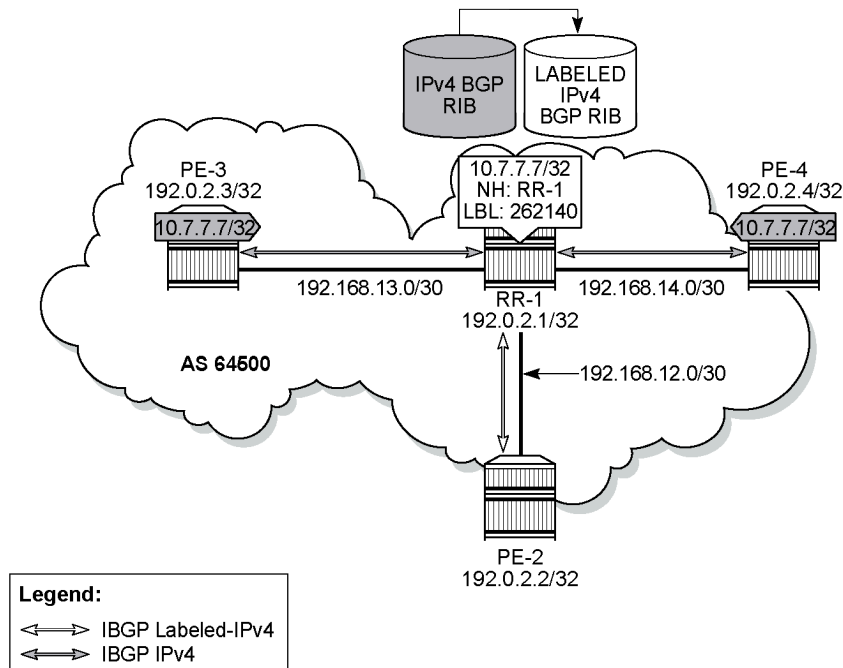 IPv4 BGP
RIB
LABELED
IPv4
BGP RIB
PE-3
192.0.2.3/32
10.7.7.7/32
10.7.7.7/32
NH: RR-1
LBL: 262140
PE-4
192.0.2.4/32
10.7.7.7/32
192.168.13.0/30
192.168.14.0/30
RR-1
192.0.2.1/32
AS 64500
192.168.12.0/30
PE-2
192.0.2.2/32
Legend:
IBGP Labeled-IPv4
IBGP IPv4